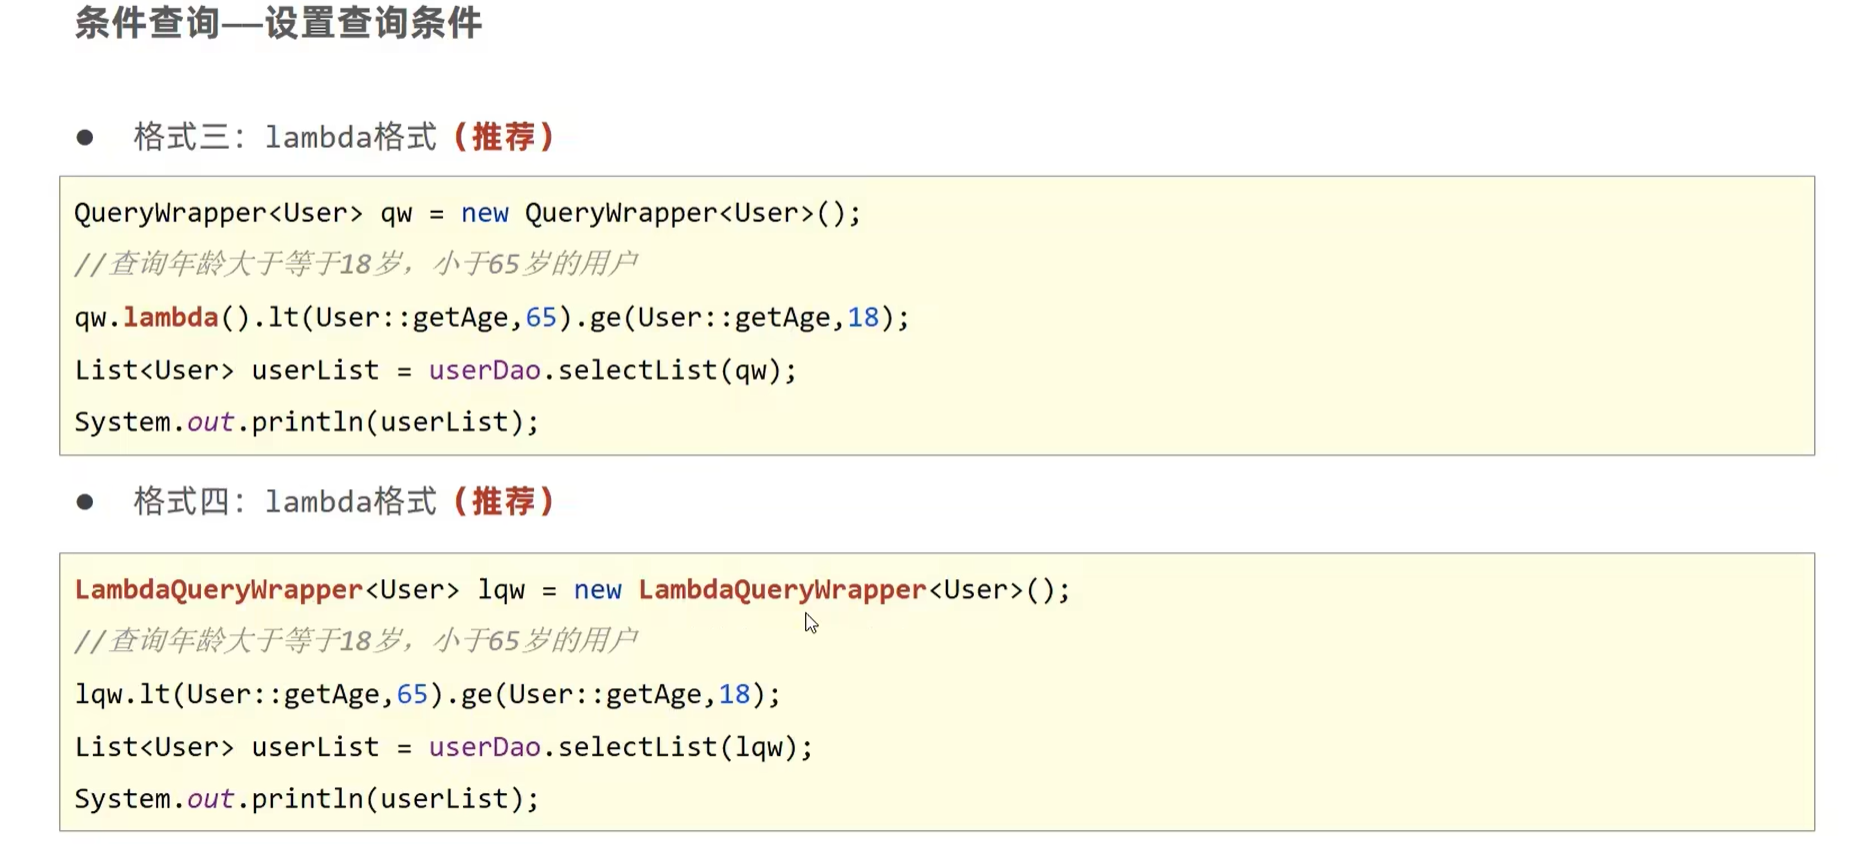 条件查询——设置查询条件
● 格式三：lambda格式（推荐）
QueryWrapper<User> qw = new QueryWrapper<User>();
//查询年龄大于等于18岁，小于65岁的用户
qw.lambda().lt(User::getAge,65).ge(User::getAge,18);
List<User> userList = userDao.selectList(qw);
System.out.println(userList);
● 格式四：lambda格式（推荐）
LambdaQueryWrapper<User> lqw = new LambdaQueryWrapper<User>();
//查询年龄大于等于18岁，小于65岁的用户
lqw.lt(User::getAge,65).ge(User::getAge,18);
List<User> userList = userDao.selectList(lqw);
System.out.println(userList);